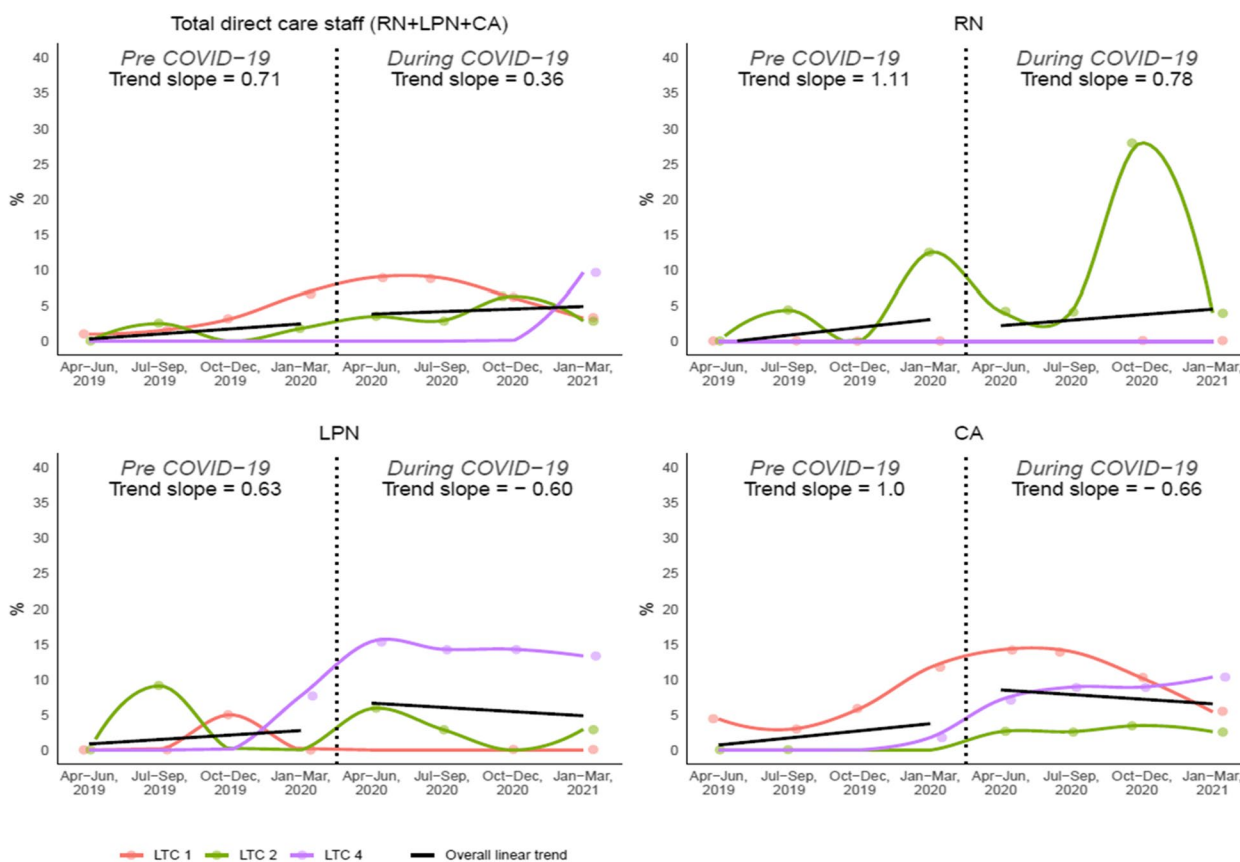 Total direct care staff (RN+LPN+CA)
Pre COVID−19
Trend slope = 0.71
During COVID−19
Trend slope = 0.36
40
35
30
25
20
15
10
5
0
%
Apr−Jun,
2019
Jul−Sep,
2019
Oct−Dec,
2019
Jan−Mar,
2020
Apr−Jun,
2020
Jul−Sep,
2020
Oct−Dec,
2020
Jan−Mar,
2021
RN
Pre COVID−19
Trend slope = 1.11
During COVID−19
Trend slope = 0.78
40
35
30
25
20
15
10
5
0
%
Apr−Jun,
2019
Jul−Sep,
2019
Oct−Dec,
2019
Jan−Mar,
2020
Apr−Jun,
2020
Jul−Sep,
2020
Oct−Dec,
2020
Jan−Mar,
2021
LPN
Pre COVID−19
Trend slope = 0.63
During COVID−19
Trend slope = − 0.60
40
35
30
25
20
15
10
5
0
%
Apr−Jun,
2019
Jul−Sep,
2019
Oct−Dec,
2019
Jan−Mar,
2020
Apr−Jun,
2020
Jul−Sep,
2020
Oct−Dec,
2020
Jan−Mar,
2021
CA
Pre COVID−19
Trend slope = 1.0
During COVID−19
Trend slope = − 0.66
40
35
30
25
20
15
10
5
0
%
Apr−Jun,
2019
Jul−Sep,
2019
Oct−Dec,
2019
Jan−Mar,
2020
Apr−Jun,
2020
Jul−Sep,
2020
Oct−Dec,
2020
Jan−Mar,
2021
LTC 1 LTC 2 LTC 4 Overall linear trend